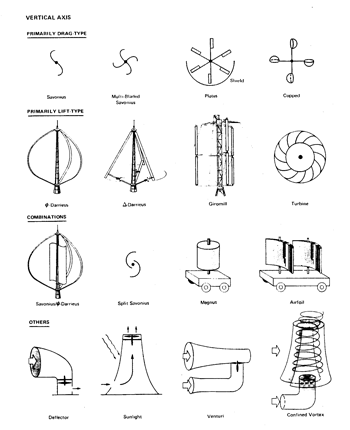 VERTICAL AXIS
PRIMARILY DRAG-TYPE
Shield
Savonius
Multi-Bladed
Savonius
Plates
Cupped
PRIMARILY LIFT-TYPE
φ-Darrieus
Δ-Darrieus
Giromill
Turbine
COMBINATIONS
Savonius/φ-Darrieus
Split Savonius
Magnus
Airfoil
OTHERS
Deflector
Sunlight
Venturi
Confined Vortex